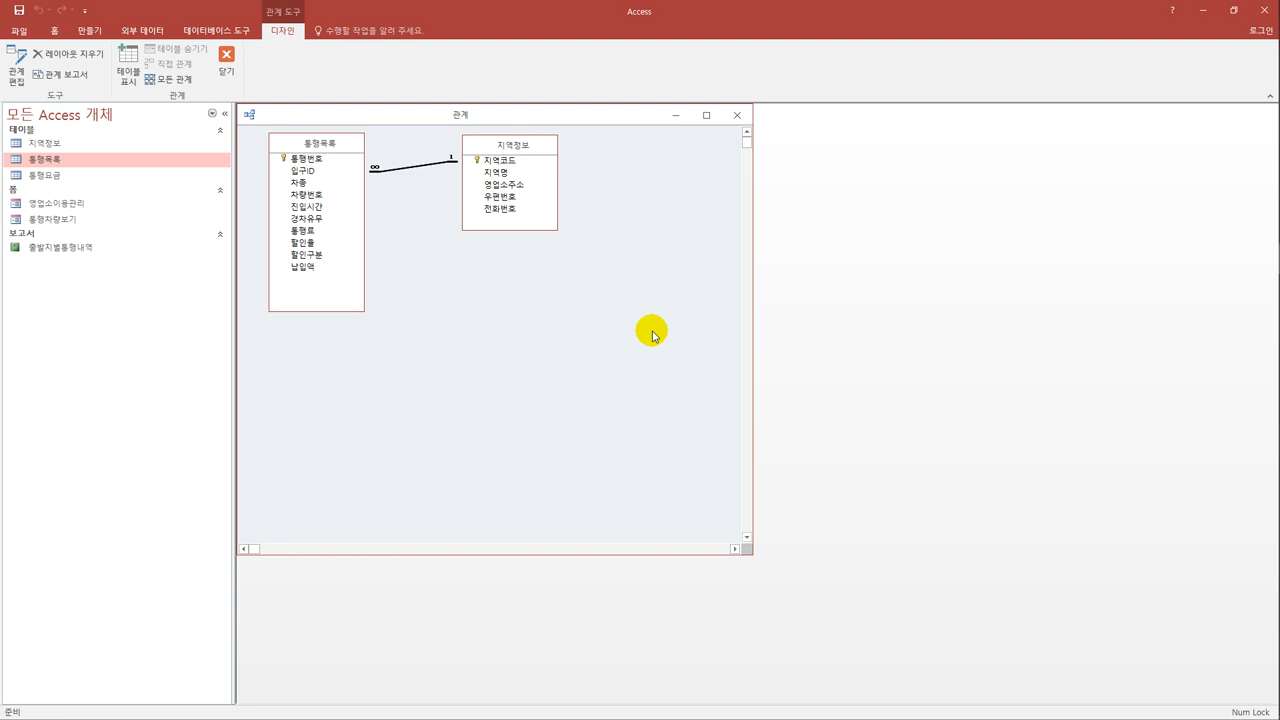 관계 도구
Access
?
파일
홈
만들기
외부 데이터
데이터베이스 도구
디자인
수행할 작업을 알려 주세요.
로그인
관계 편집
레이아웃 지우기
관계 보고서
도구
테이블 표시
테이블 숨기기
직접 관계
모든 관계
관계
닫기
모든 Access 개체
테이블
지역정보
통행목록
통행요금
폼
영업소이용관리
통행차량보기
보고서
출발지별통행내역
관계
통행목록
통행번호
입구ID
차종
차량번호
진입시간
경차유무
통행료
할인율
할인구분
납입액
∞
1
지역정보
지역코드
지역명
영업소주소
우편번호
전화번호
준비
Num Lock